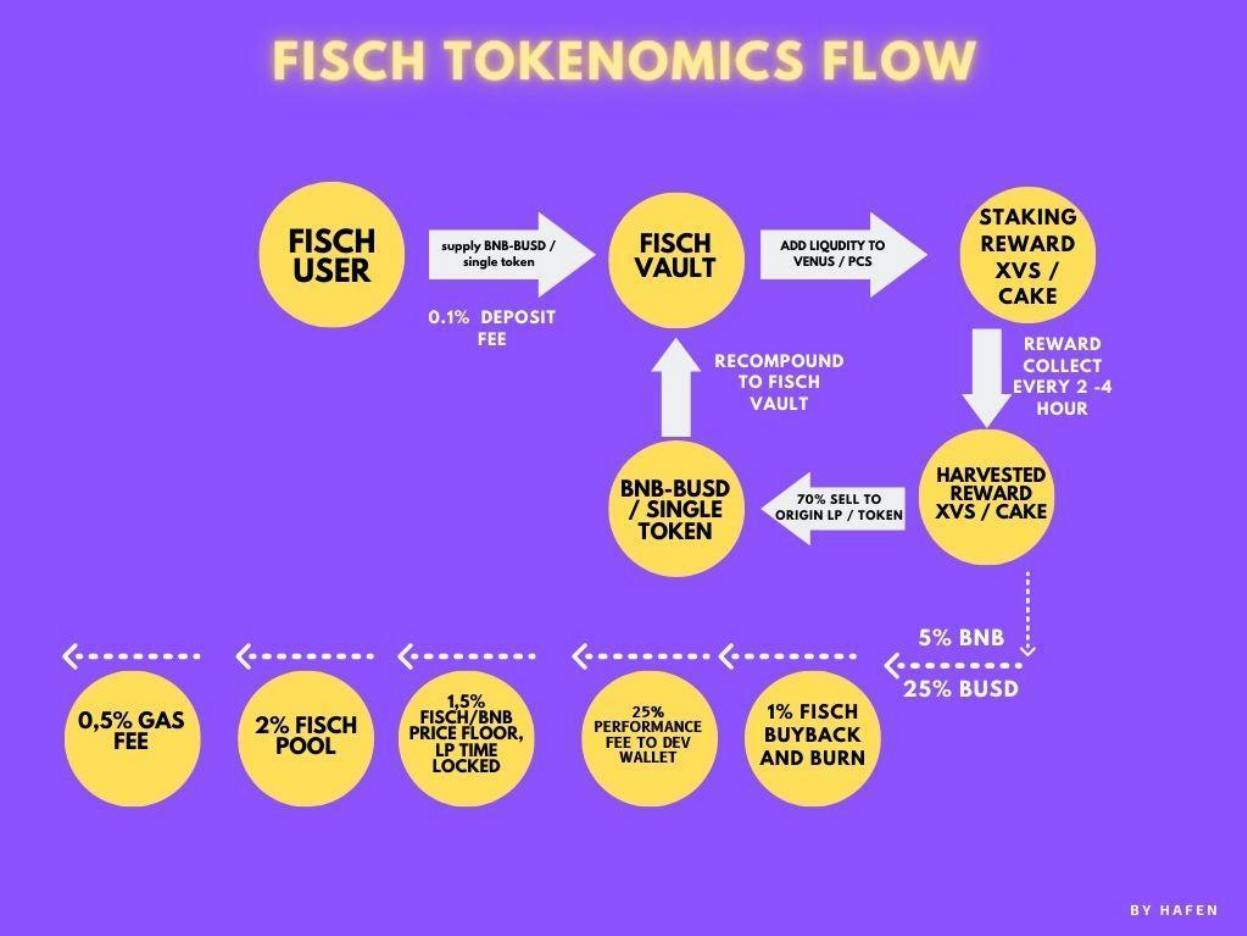 FISCH TOKENOMICS FLOW
FISCH
USER
supply BNB-BUSD /
single token
0.1% DEPOSIT
FEE
FISCH
VAULT
ADD LIQUDITY TO
VENUS / PCS
STAKING
REWARD
XVS /
CAKE
REWARD
COLLECT
EVERY 2 -4
HOUR
RECOMPOUND
TO FISCH
VAULT
HARVESTED
REWARD
XVS / CAKE
70% SELL TO
ORIGIN LP / TOKEN
BNB-BUSD
/ SINGLE
TOKEN
5% BNB
25% BUSD
0,5% GAS
FEE
2% FISCH
POOL
1,5%
FISCH/BNB
PRICE FLOOR,
LP TIME
LOCKED
25%
PERFORMANCE
FEE TO DEV
WALLET
1% FISCH
BUYBACK
AND BURN
BY HAFEN